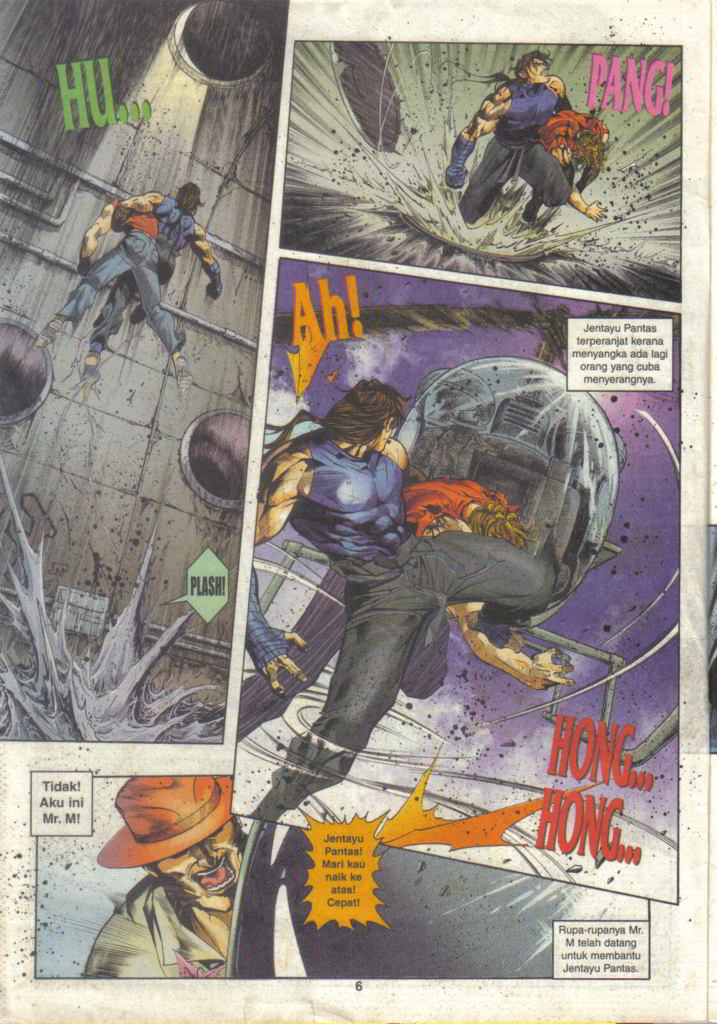 HU...
PLASH!
PANG!
Jentayu Pantas
terperanjat kerana
menyangka ada lagi
orang yang cuba
menyerangnya.
Ah!
HONG...
HONG...
Tidak!
Aku ini
Mr. M!
Jentayu
Pantas!
Mari kau
naik ke
atas!
Cepat!
Rupa-rupanya Mr.
M telah datang
untuk membantu
Jentayu Pantas.
6